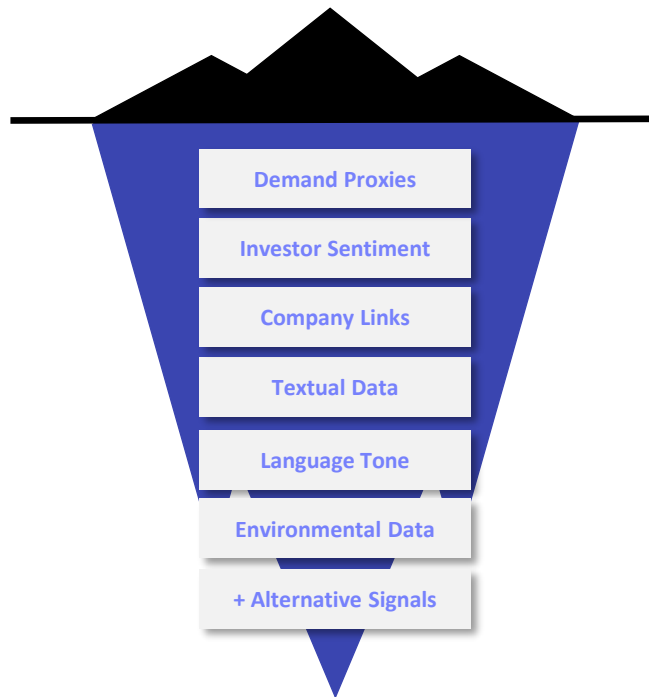 Demand Proxies
Investor Sentiment
Company Links
Textual Data
Language Tone
Environmental Data
+ Alternative Signals